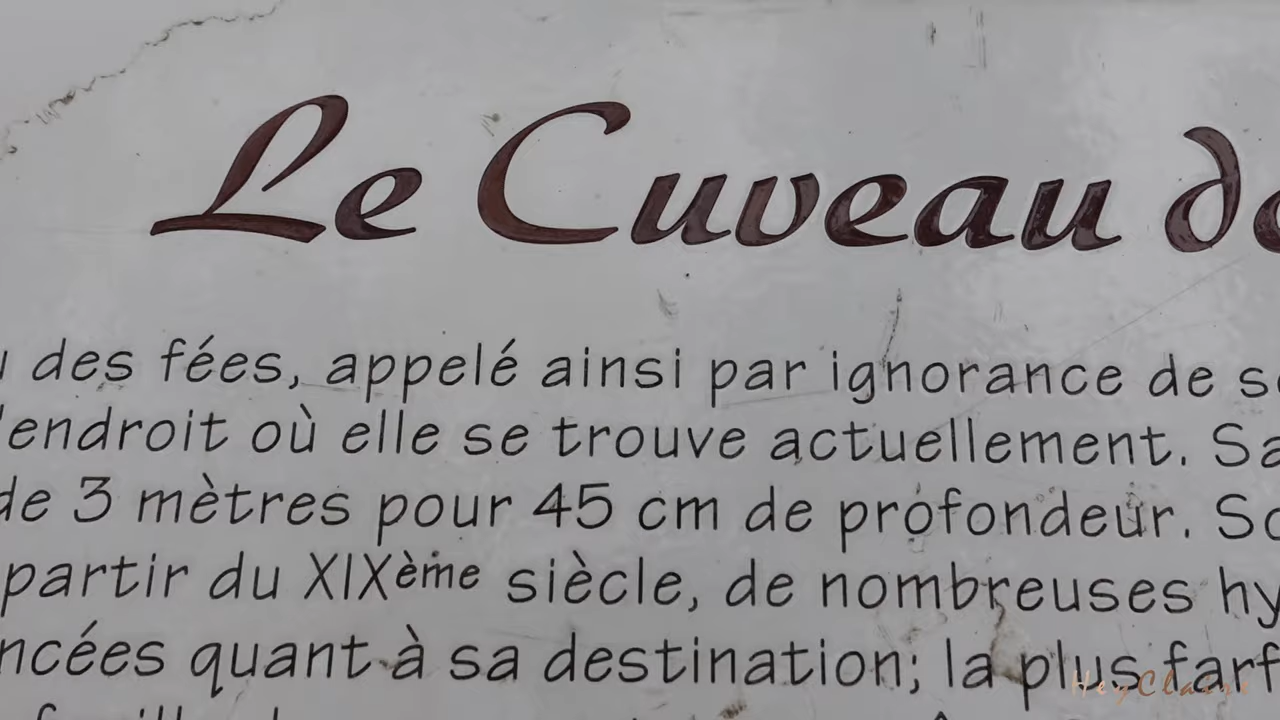 Le Cuveau
des fées, appelé ainsi par ignorance de
l'endroit où elle se trouve actuellement. Sa
de 3 mètres pour 45 cm de profondeur.
partir du XIXème siècle, de nombreuses
quant à sa destination; la plus
HeyClaire